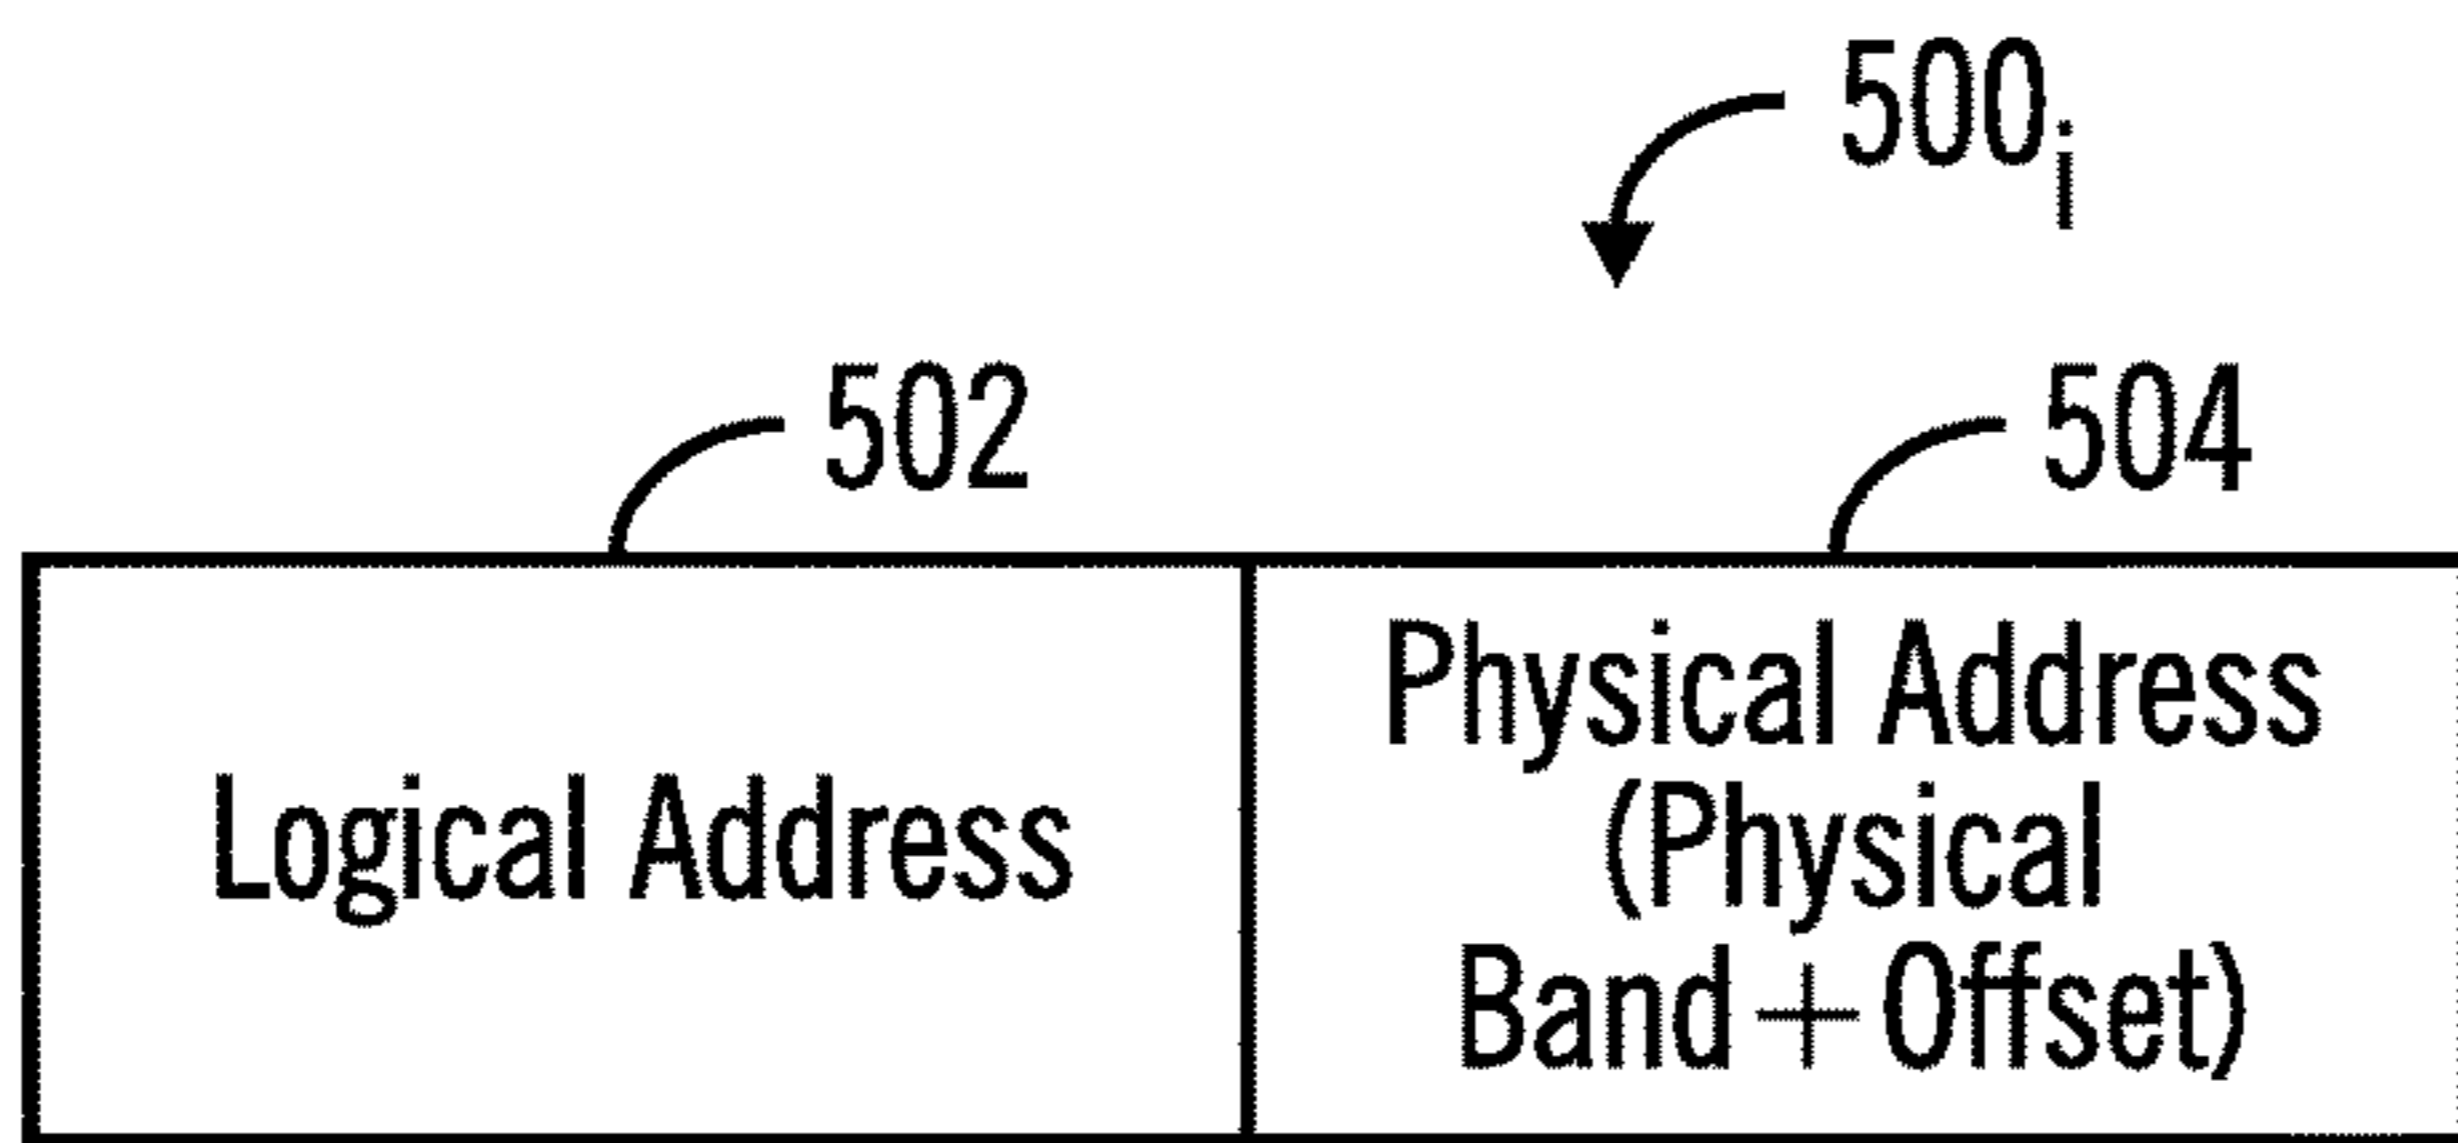 500i
502
504
Logical Address
Physical Address
(Physical
Band+Offset)